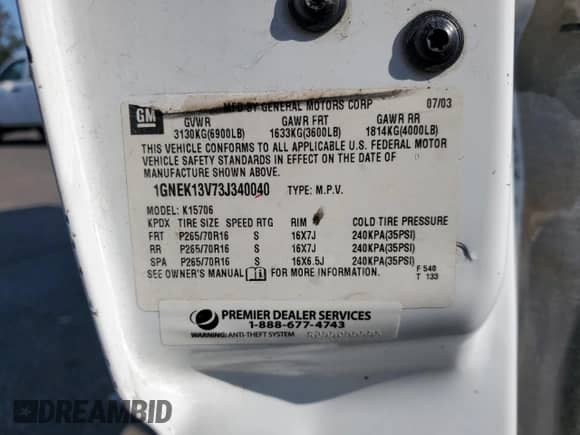 GM
MFD BY GENERAL MOTORS CORP 07/03
GVWR GAWR FRT GAWR RR
3130KG(6900LB) 1633KG(3600LB) 1814KG(4000LB)
THIS VEHICLE CONFORMS TO ALL APPLICABLE U.S. FEDERAL MOTOR
VEHICLE SAFETY STANDARDS IN EFFECT ON THE DATE OF
MANUFACTURE SHOWN ABOVE.
1GNEK13V73J340040 TYPE: M.P.V.
MODEL: K15706
KPDX TIRE SIZE SPEED RTG RIM COLD TIRE PRESSURE
FRT P265/70R16 S 16X7J 240KPA(35PSI)
RR P265/70R16 S 16X7J 240KPA(35PSI)
SPA P265/70R16 S 16X6.5J 240KPA(35PSI)
SEE OWNER'S MANUAL FOR MORE INFORMATION.
F 540
T 133
PREMIER DEALER SERVICES
1-888-677-4743
WARNING: ANTI-THEFT SYSTEM
DREAMBID